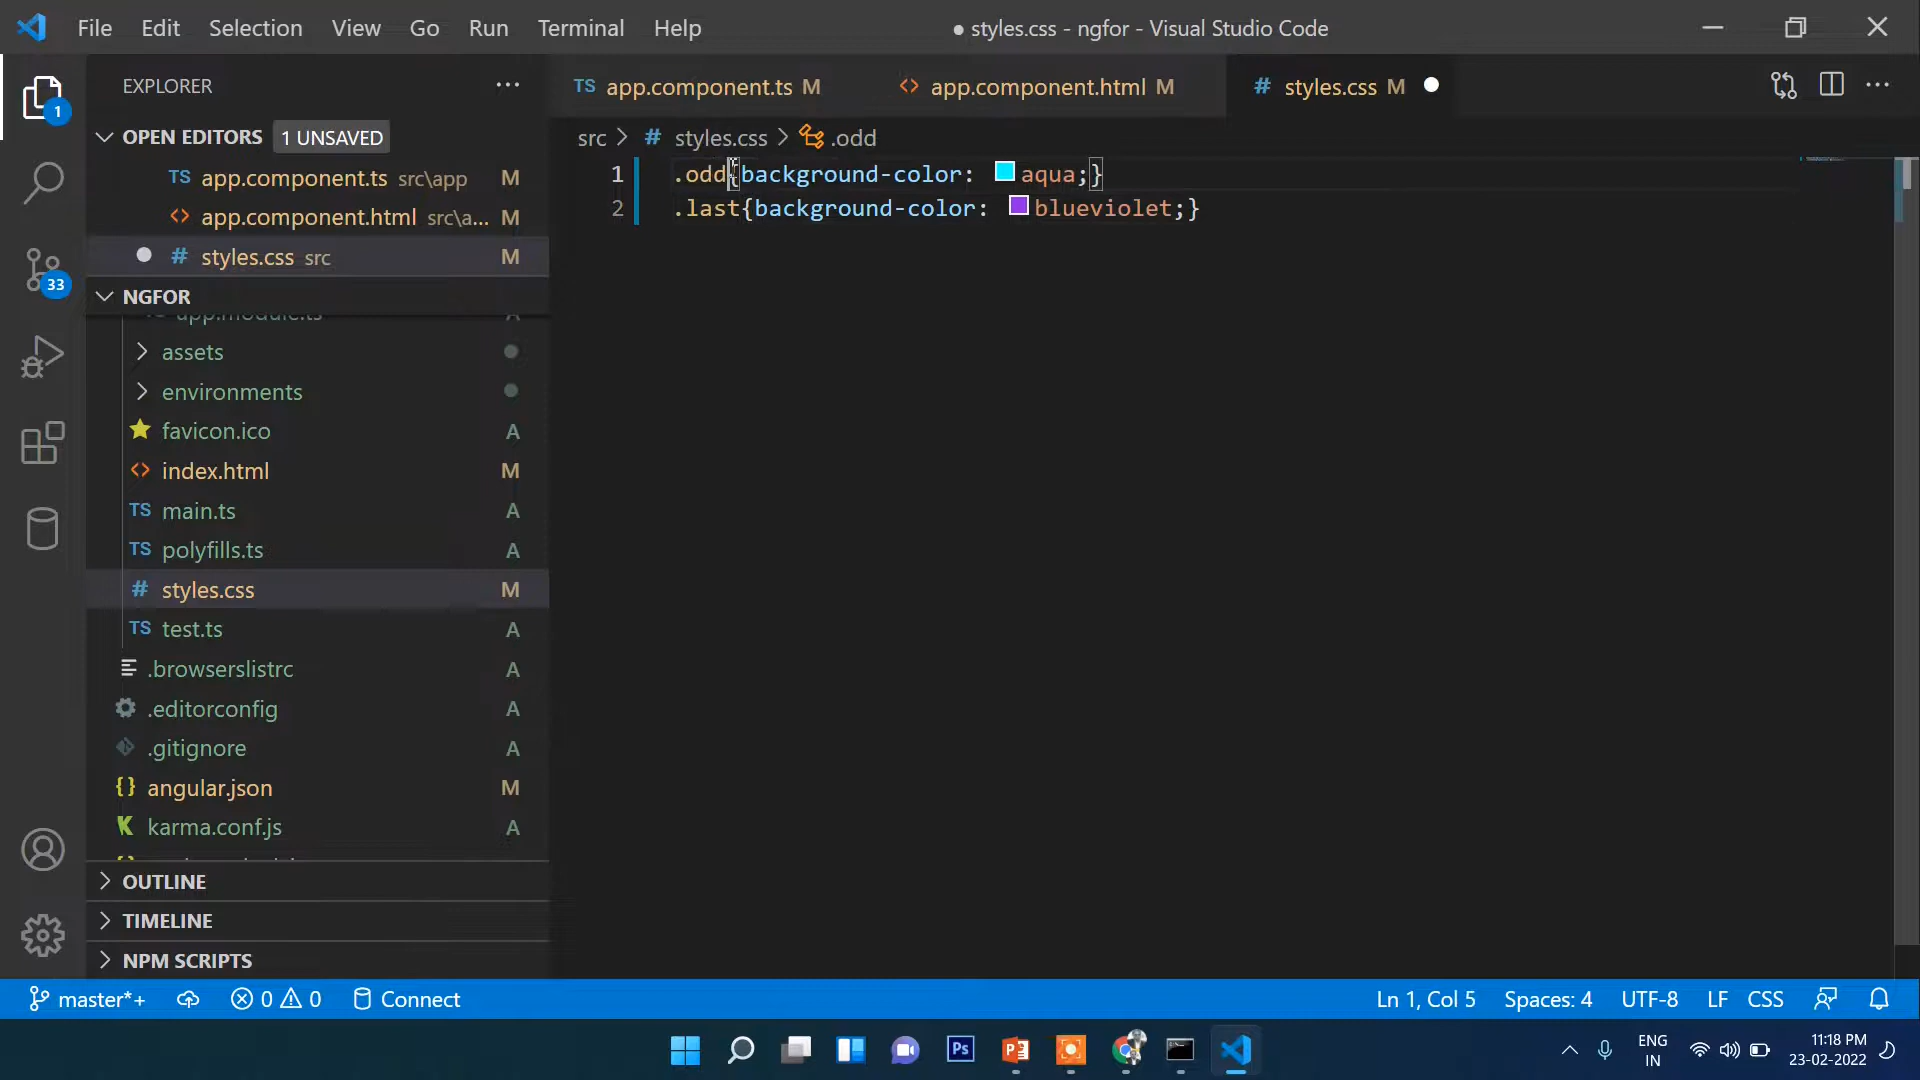 File Edit Selection View Go Run Terminal Help
● styles.css - ngfor - Visual Studio Code
EXPLORER
TS app.component.ts M
<> app.component.html M
# styles.css M
OPEN EDITORS 1 UNSAVED
src > # styles.css > .odd
TS app.component.ts src\app M
<> app.component.html src\a... M
# styles.css src M
1 .odd{background-color: aqua;}
2 .last{background-color: blueviolet;}
1
33
NGFOR
app.module.ts A
assets
environments
favicon.ico A
<> index.html M
TS main.ts A
TS polyfills.ts A
# styles.css M
TS test.ts A
.browserslistrc A
.editorconfig A
.gitignore A
{} angular.json M
K karma.conf.js A
OUTLINE
TIMELINE
NPM SCRIPTS
master*+ 0 0 Connect
Ln 1, Col 5 Spaces: 4 UTF-8 LF CSS
Ps
ENG
IN
11:18 PM
23-02-2022